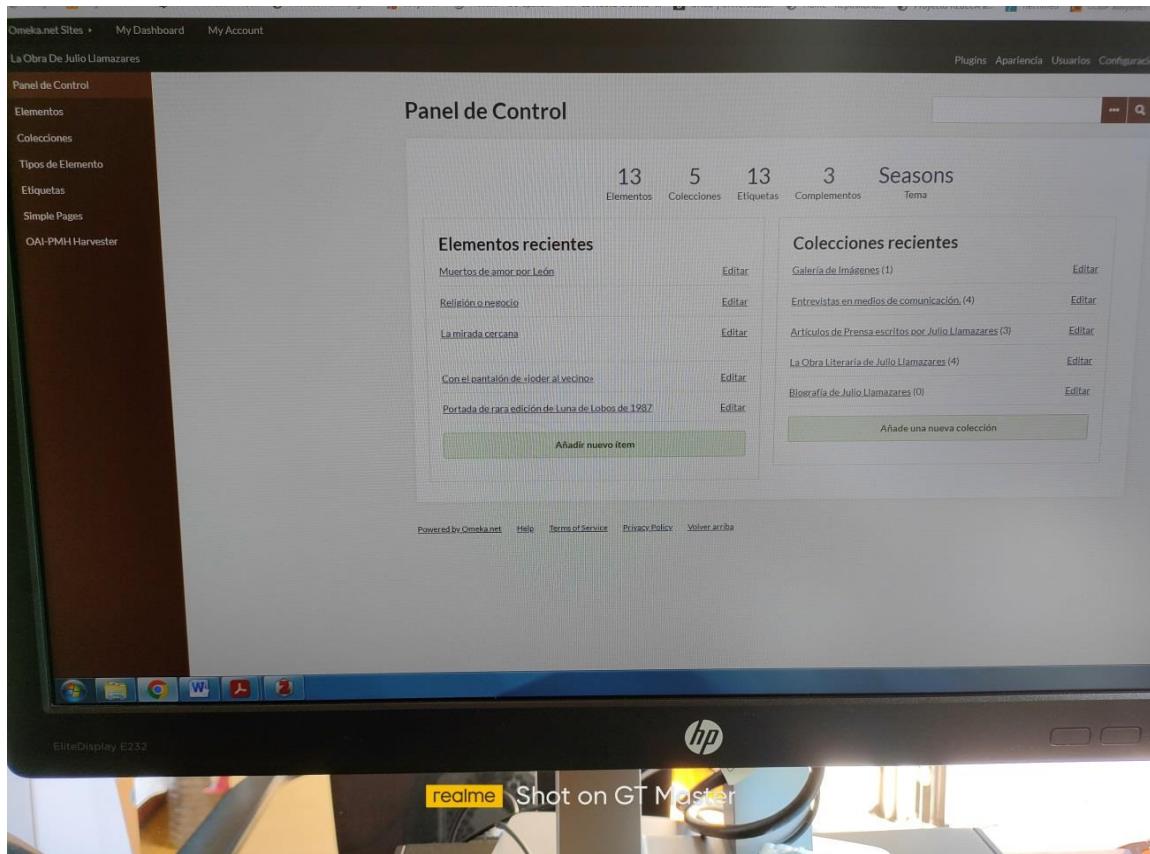 Omeka.net Sites My Dashboard My Account
La Obra De Julio Llamazares
Plugins Apariencia Usuarios
Panel de Control
Elementos
Colecciones
Tipos de Elemento
Etiquetas
Simple Pages
OAI-PMH Harvester
Panel de Control
13 5 13 3 Seasons
Elementos Colecciones Etiquetas Complementos Tema
Elementos recientes
Muertos de amor por León Editar
Religión o negocio Editar
La mirada cercana Editar
Con el pantalón de «joder al vecino» Editar
Portada de rara edición de Luna de Lobos de 1987 Editar
Añadir nuevo ítem
Colecciones recientes
Galería de Imágenes (1) Editar
Entrevistas en medios de comunicación. (4) Editar
Artículos de Prensa escritos por Julio Llamazares (3) Editar
La Obra Literaria de Julio Llamazares (4) Editar
Biografía de Julio Llamazares (0) Editar
Añade una nueva colección
Powered by Omeka.net Help Terms of Service Privacy Policy Volver arriba
EliteDisplay E232
hp
realme Shot on GT Master